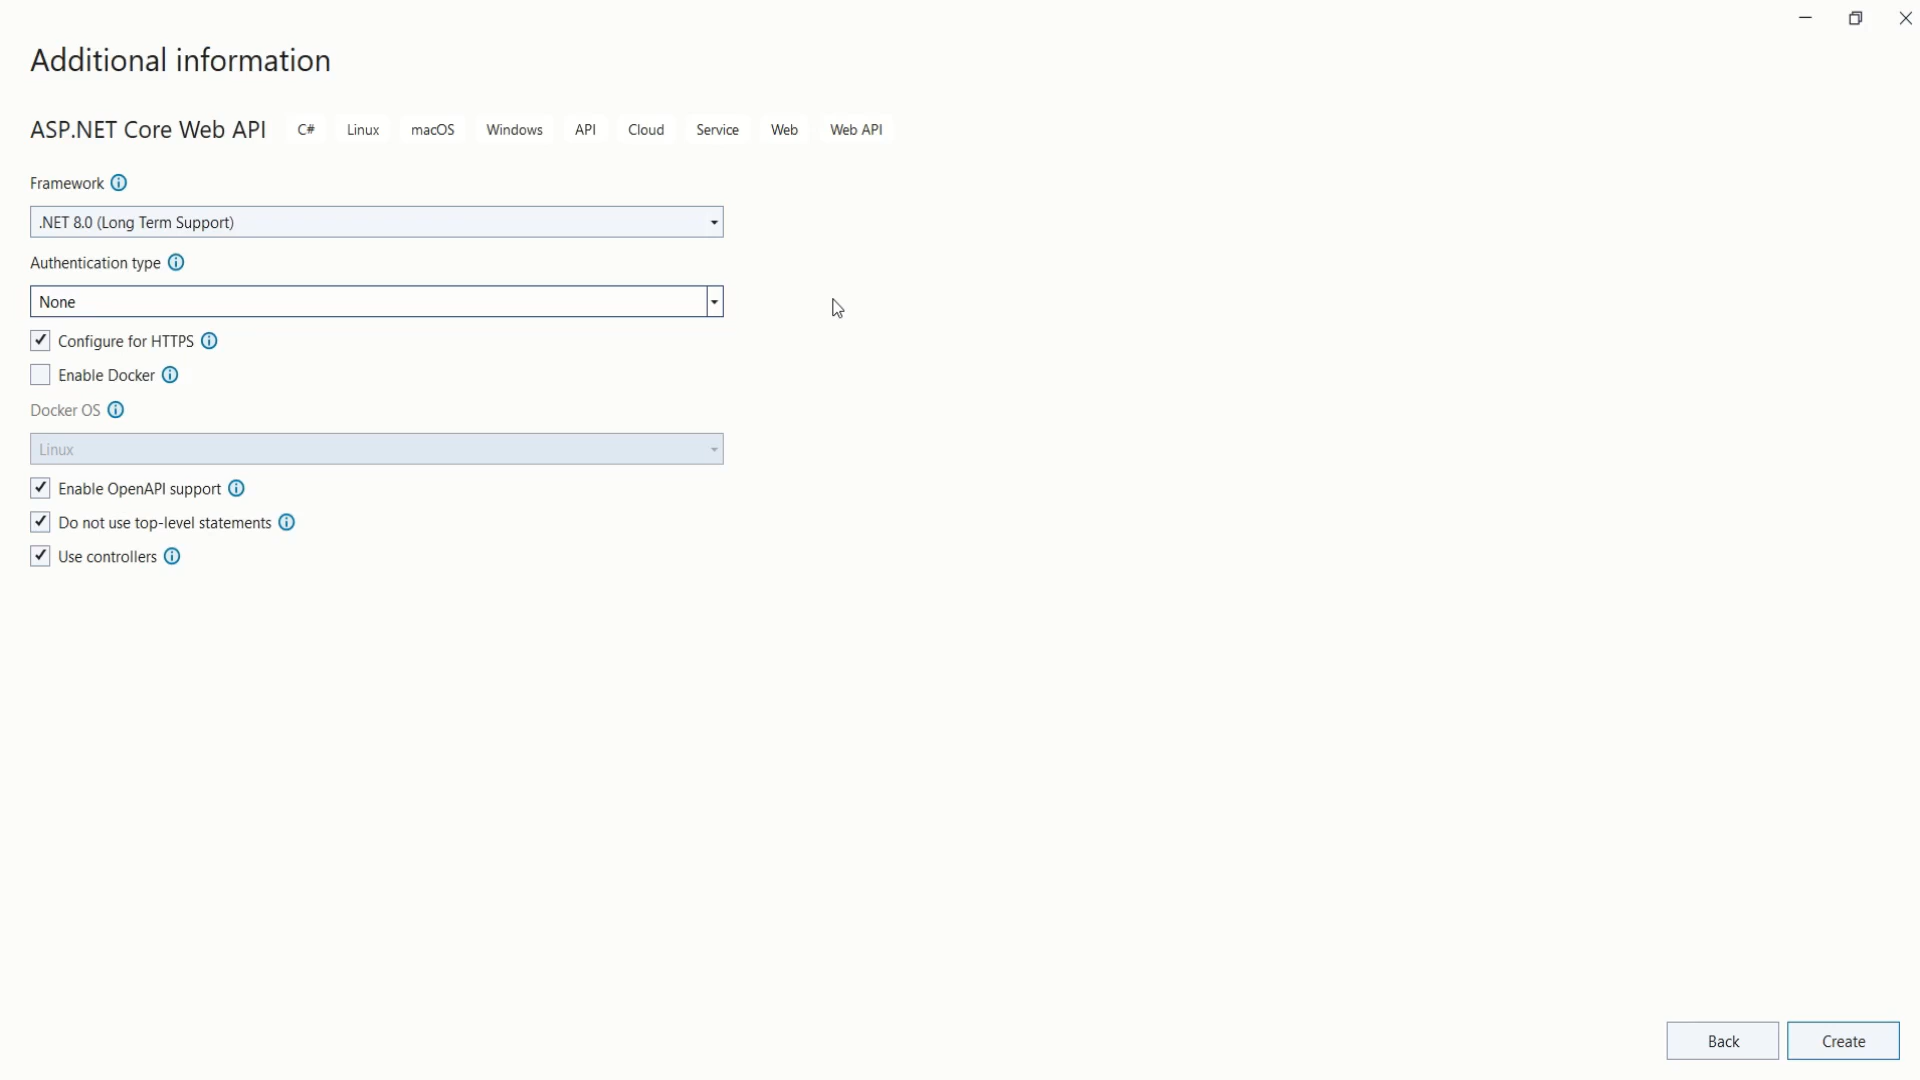 Additional information
ASP.NET Core Web API C# Linux macOS Windows API Cloud Service Web Web API
Framework
.NET 8.0 (Long Term Support)
Authentication type
None
Configure for HTTPS
Enable Docker
Docker OS
Linux
Enable OpenAPI support
Do not use top-level statements
Use controllers
Back Create